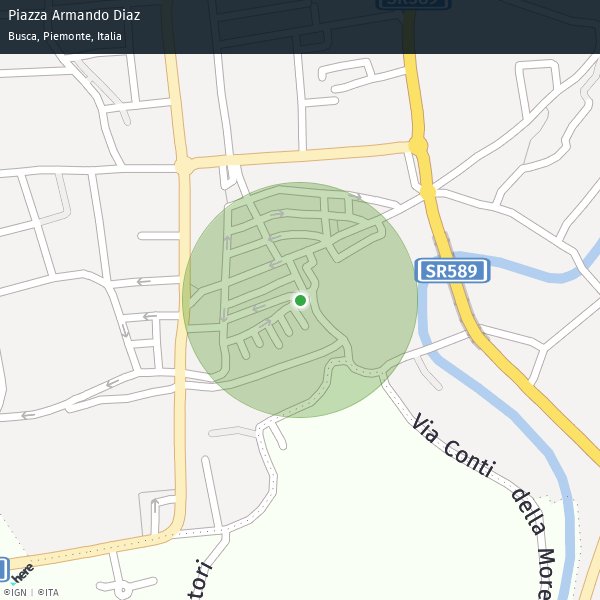 Piazza Armando Diaz
Busca, Piemonte, Italia
SR589
SR589
Via Conti della More
tori
here
©IGN | ©ITA